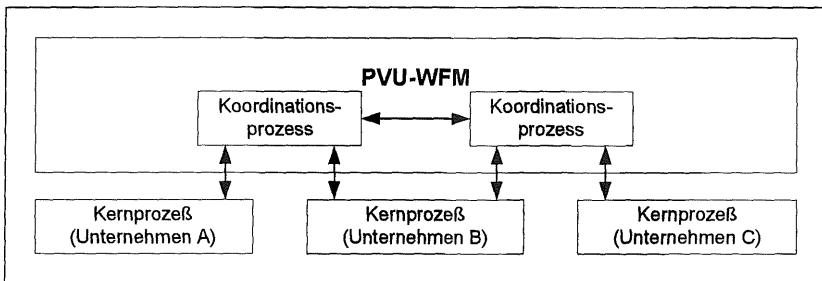 PVU-WFM
Koordinations-
prozess
Koordinations-
prozess
Kernprozeß
(Unternehmen A)
Kernprozeß
(Unternehmen B)
Kernprozeß
(Unternehmen C)